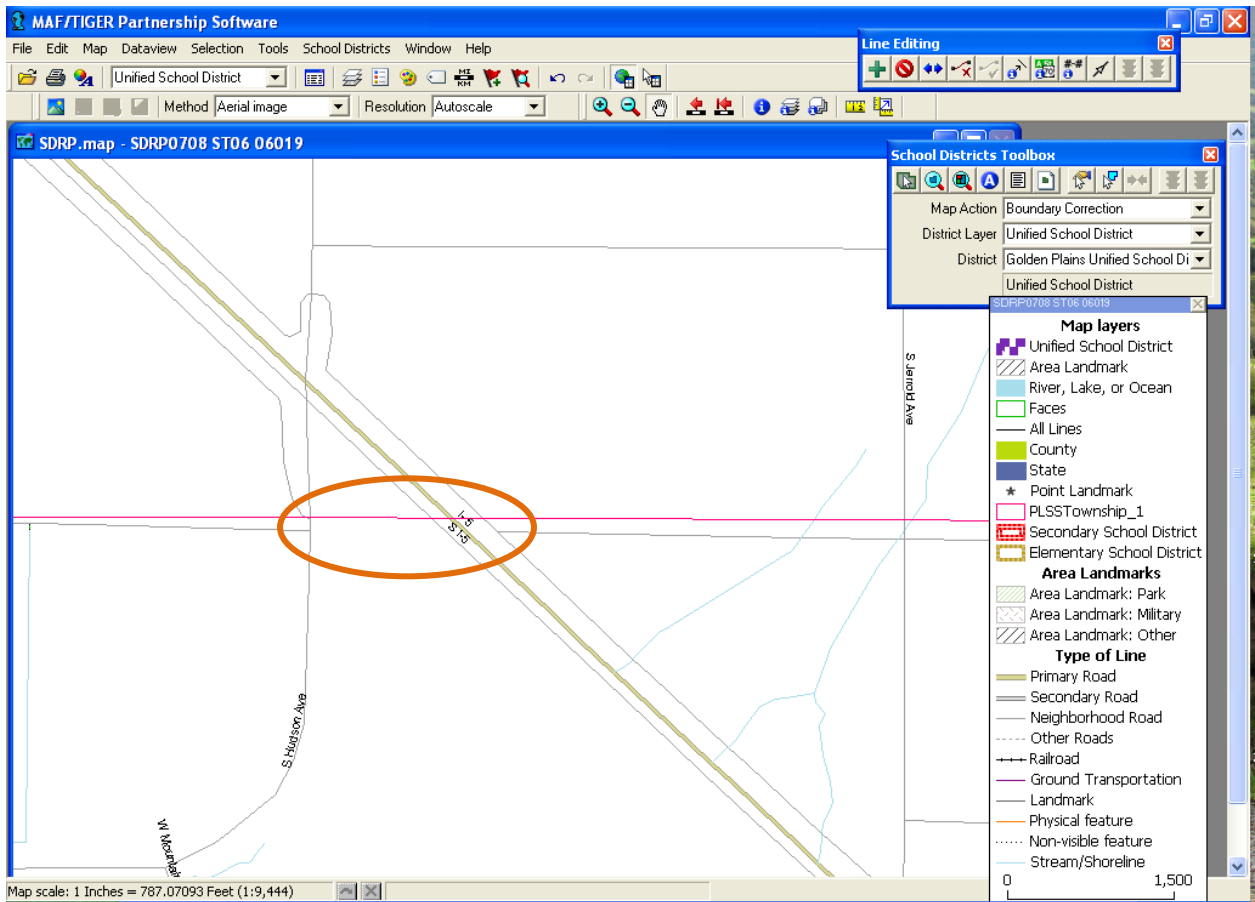 MAF/TIGER Partnership Software
File Edit Map Dataview Selection Tools School Districts Window Help
Line Editing
Unified School District
MI
KM
Method Aerial image Resolution Autoscale
SDRP.map - SDRP0708 ST06 06019
School Districts Toolbox
Map Action Boundary Correction
District Layer Unified School District
District Golden Plains Unified School Di
Unified School District
SDRP0708 ST06 06019
Map layers
Unified School District
Area Landmark
River, Lake, or Ocean
Faces
All Lines
County
State
Point Landmark
PLSSTownship_1
Secondary School District
Elementary School District
Area Landmarks
Area Landmark: Park
Area Landmark: Military
Area Landmark: Other
Type of Line
Primary Road
Secondary Road
Neighborhood Road
Other Roads
Railroad
Ground Transportation
Landmark
Physical feature
Non-visible feature
Stream/Shoreline
0 1,500
S Jerrold Ave
I- 5
S I-5
S Hudson Ave
Map scale: 1 Inches = 787.07093 Feet (1:9,444)